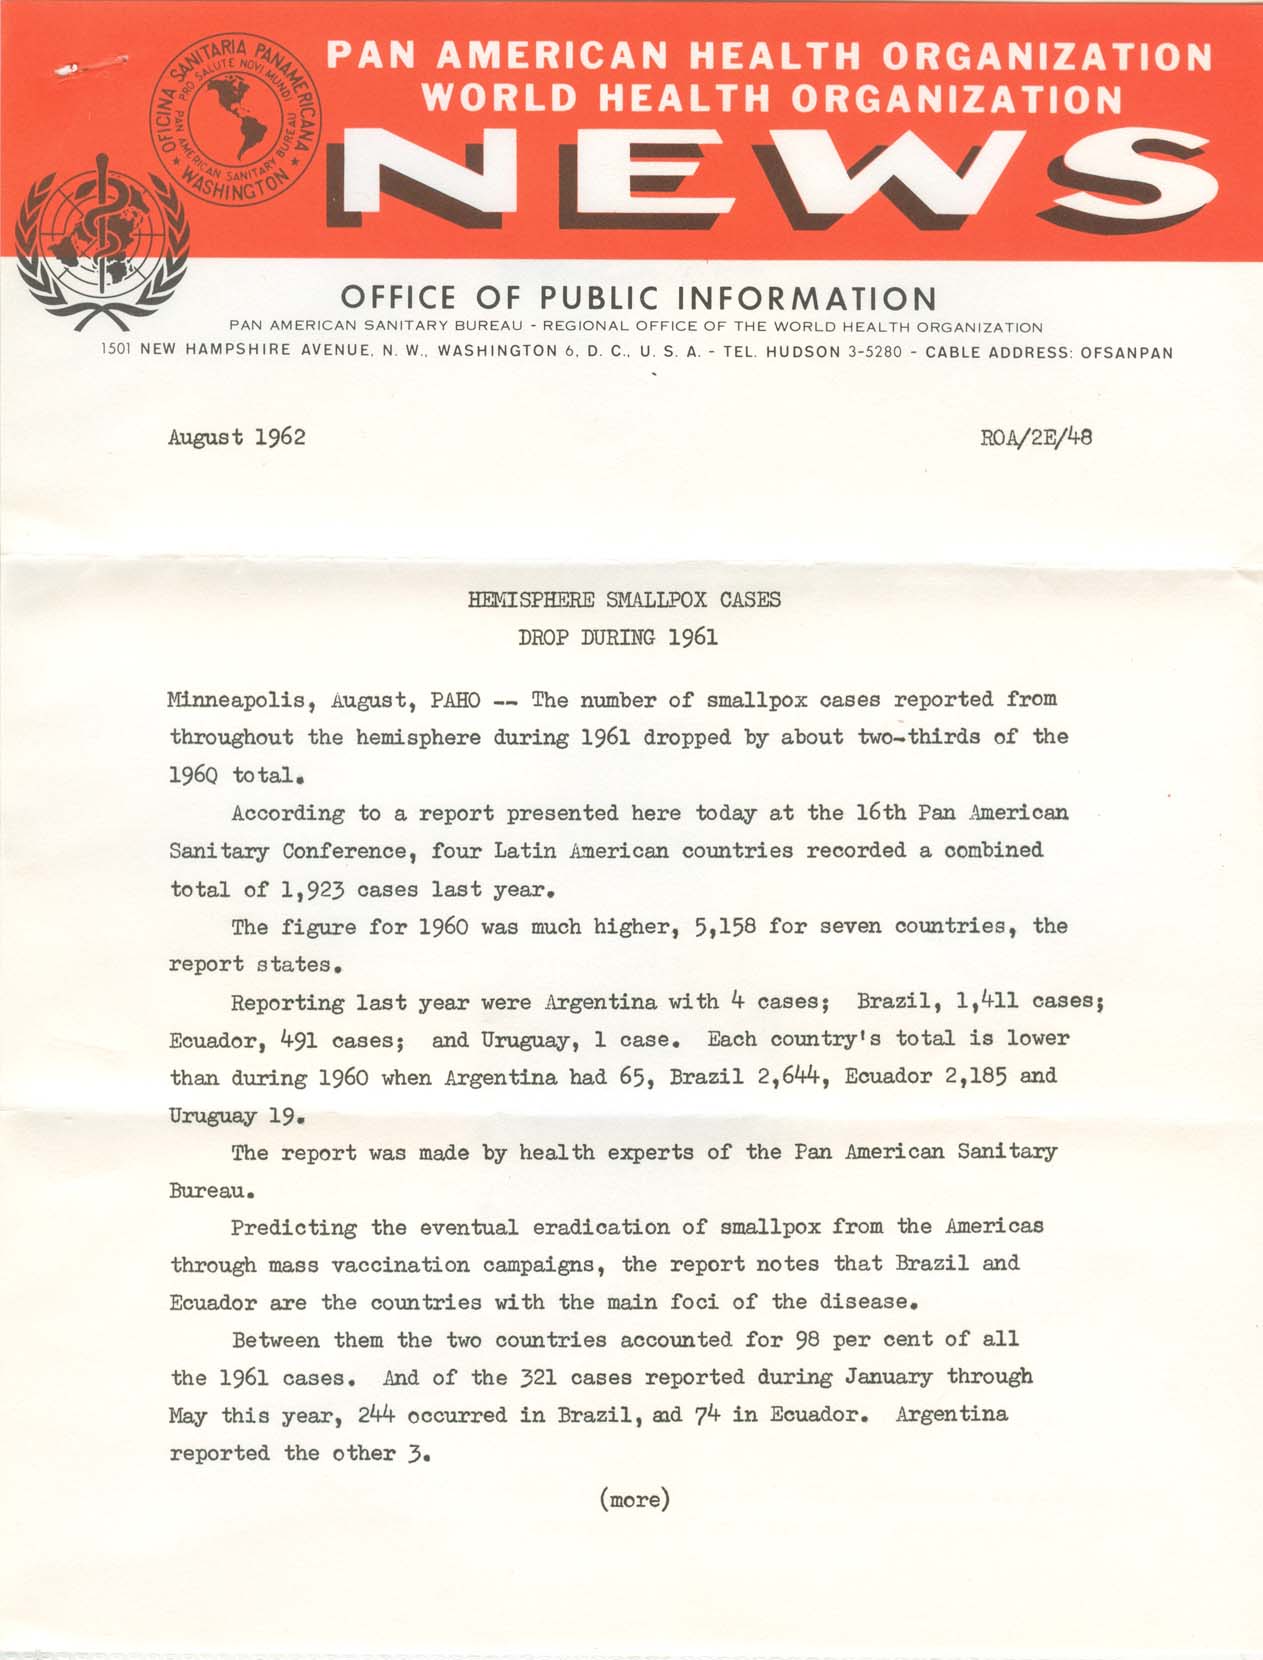 PAN AMERICAN HEALTH ORGANIZATION
WORLD HEALTH ORGANIZATION
NEWS
OFICINA SANITARIA PANAMERICANA
PRO SALUTE NOVI MUNDI
PAN AMERICAN SANITARY BUREAU
★ WASHINGTON ★
OFFICE OF PUBLIC INFORMATION
PAN AMERICAN SANITARY BUREAU - REGIONAL OFFICE OF THE WORLD HEALTH ORGANIZATION
1501 NEW HAMPSHIRE AVENUE, N. W., WASHINGTON 6, D. C., U. S. A. - TEL. HUDSON 3-5280 - CABLE ADDRESS: OFSANPAN
August 1962 ROA/2E/48
HEMISPHERE SMALLPOX CASES
DROP DURING 1961
Minneapolis, August, PAHO -- The number of smallpox cases reported from
throughout the hemisphere during 1961 dropped by about two-thirds of the
196Q total.
According to a report presented here today at the 16th Pan American
Sanitary Conference, four Latin American countries recorded a combined
total of 1,923 cases last year.
The figure for 1960 was much higher, 5,158 for seven countries, the
report states.
Reporting last year were Argentina with 4 cases; Brazil, 1,411 cases;
Ecuador, 491 cases; and Uruguay, 1 case. Each country's total is lower
than during 1960 when Argentina had 65, Brazil 2,644, Ecuador 2,185 and
Uruguay 19.
The report was made by health experts of the Pan American Sanitary
Bureau.
Predicting the eventual eradication of smallpox from the Americas
through mass vaccination campaigns, the report notes that Brazil and
Ecuador are the countries with the main foci of the disease.
Between them the two countries accounted for 98 per cent of all
the 1961 cases. And of the 321 cases reported during January through
May this year, 244 occurred in Brazil, and 74 in Ecuador. Argentina
reported the other 3.
(more)